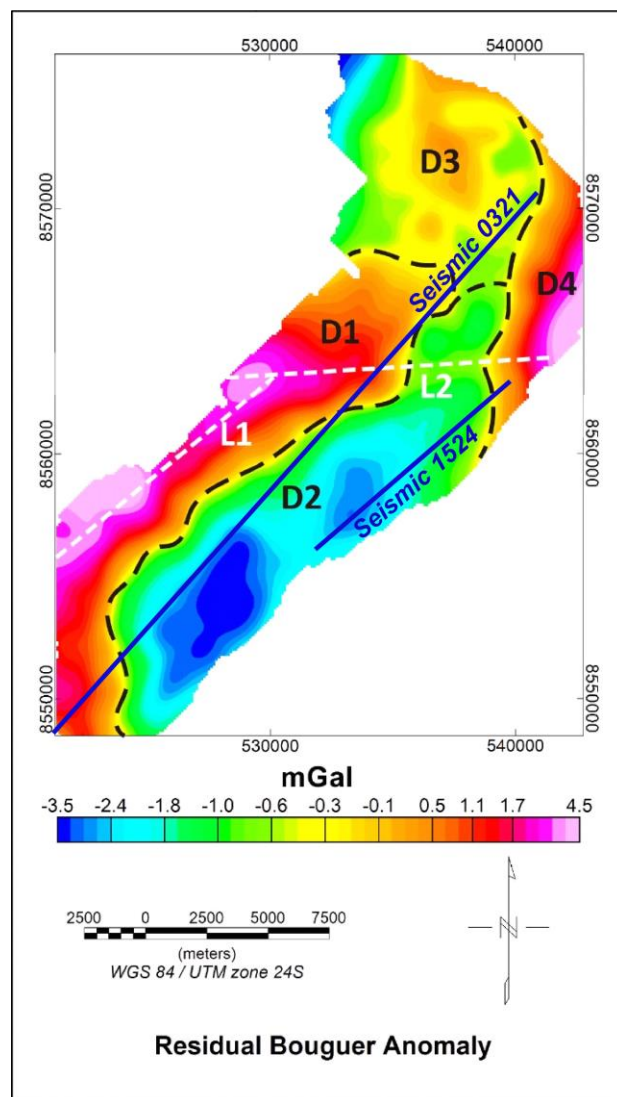 530000 540000
D3
8570000 8570000
Seismic 0321
D1 D4
L2
L1
8560000 8560000
D2
Seismic 1524
8550000 8550000
530000 540000
mGal
-3.5 -2.4 -1.8 -1.0 -0.6 -0.3 -0.1 0.5 1.1 1.7 4.5
2500 0 2500 5000 7500
(meters)
WGS 84 / UTM zone 24S
N
Residual Bouguer Anomaly